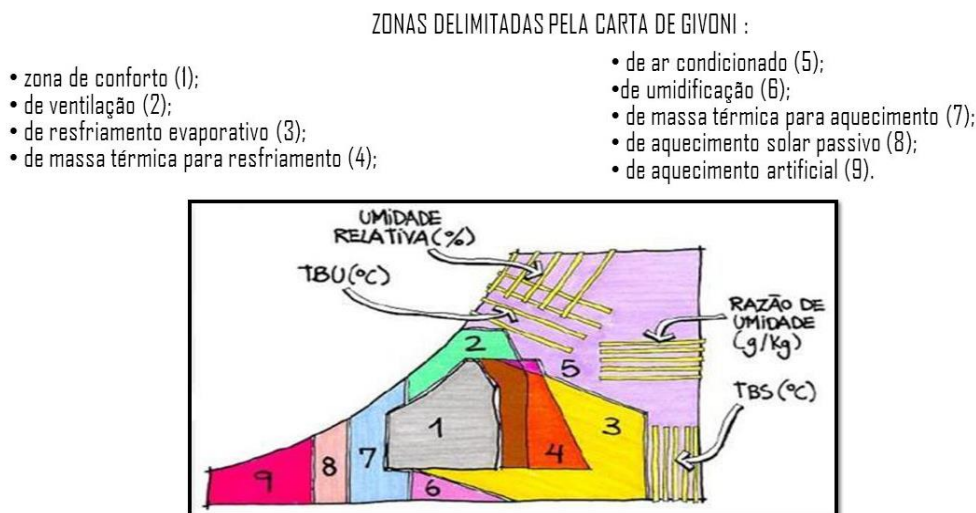 ZONAS DELIMITADAS PELA CARTA DE GIVONI :
• zona de conforto (1);
• de ventilação (2);
• de resfriamento evaporativo (3);
• de massa térmica para resfriamento (4);
• de ar condicionado (5);
•de umidificação (6);
• de massa térmica para aquecimento (7);
• de aquecimento solar passivo (8);
• de aquecimento artificial (9).
UMIDADE
RELATIVA (%)
TBU (°C)
RAZÃO DE
UMIDADE
(g/kg)
TBS (°C)
2
5
1
3
4
7
8
9
6